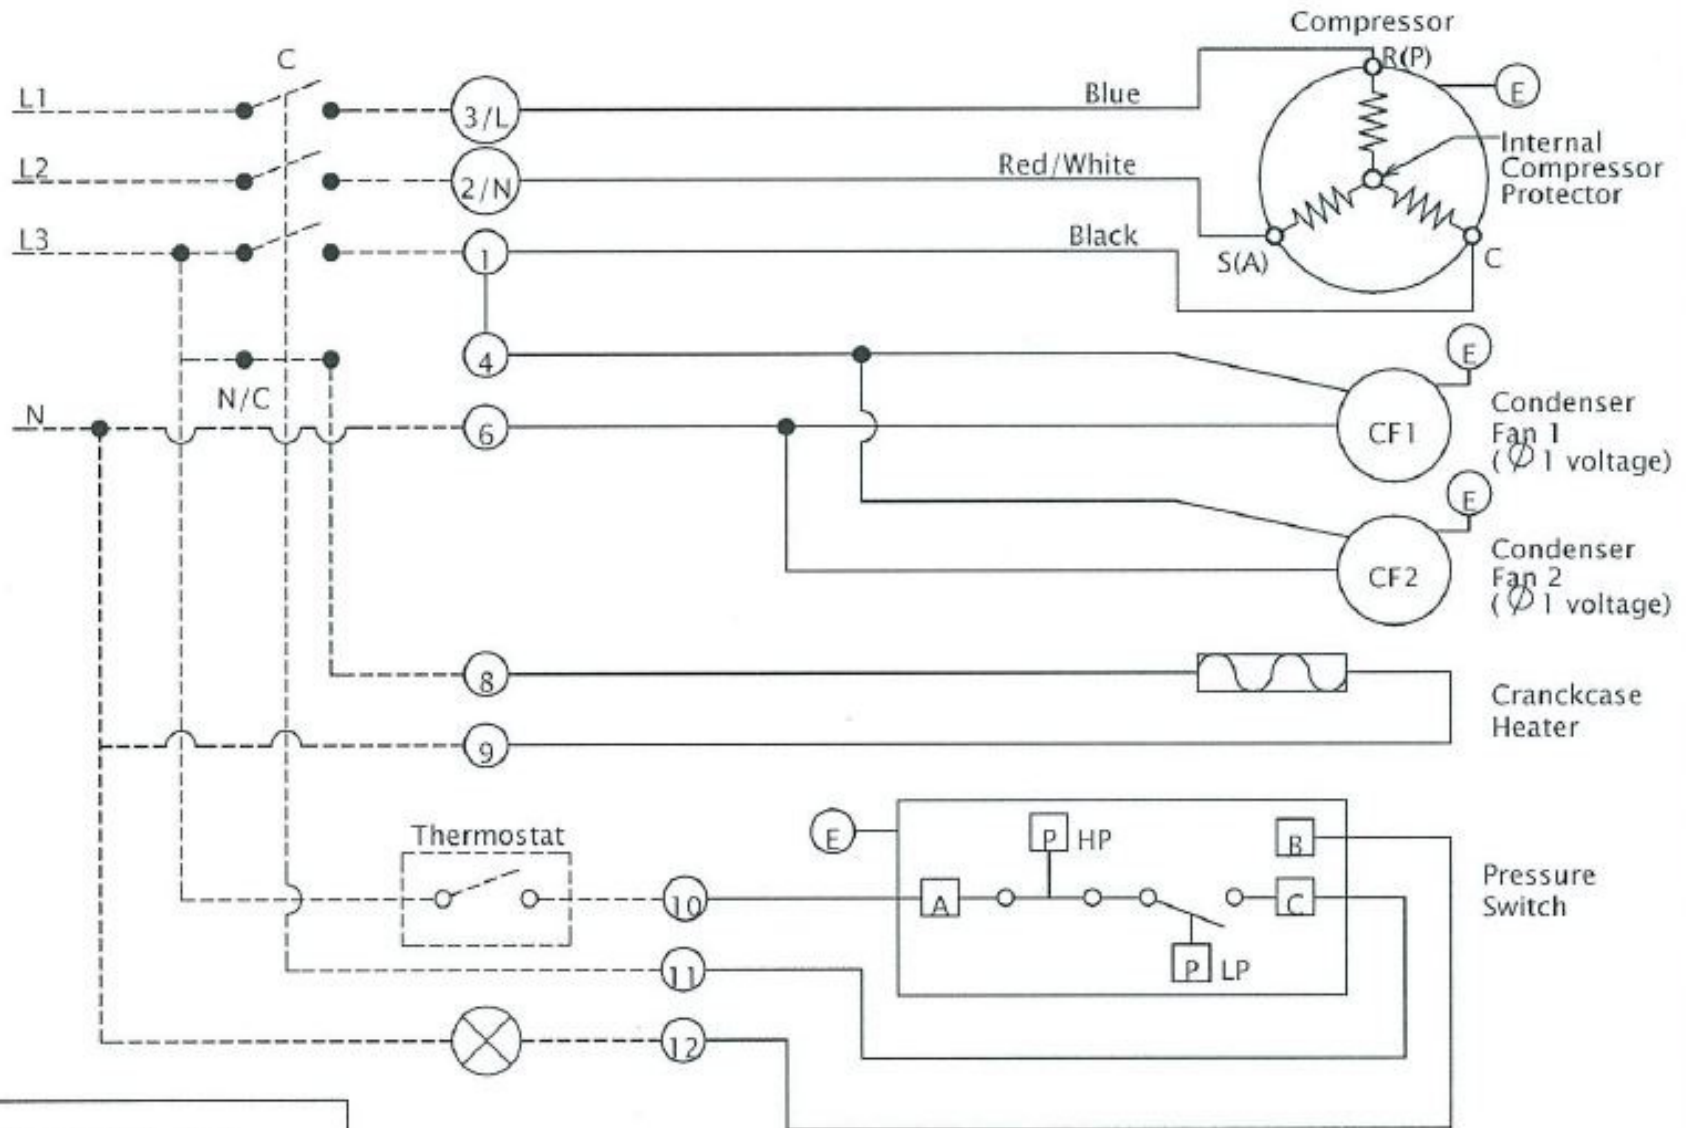 Compressor
C
R(P)
L1
Blue
E
3/L
Internal
Compressor
Protector
L2
Red/White
2/N
L3
Black
1
S(A)
C
4
E
N/C
N
6
CF1
Condenser
Fan 1
(Ø 1 voltage)
E
CF2
Condenser
Fan 2
(Ø 1 voltage)
8
Cranckcase
Heater
9
Thermostat
E
P HP
B
Pressure
Switch
10
A
C
11
P LP
12